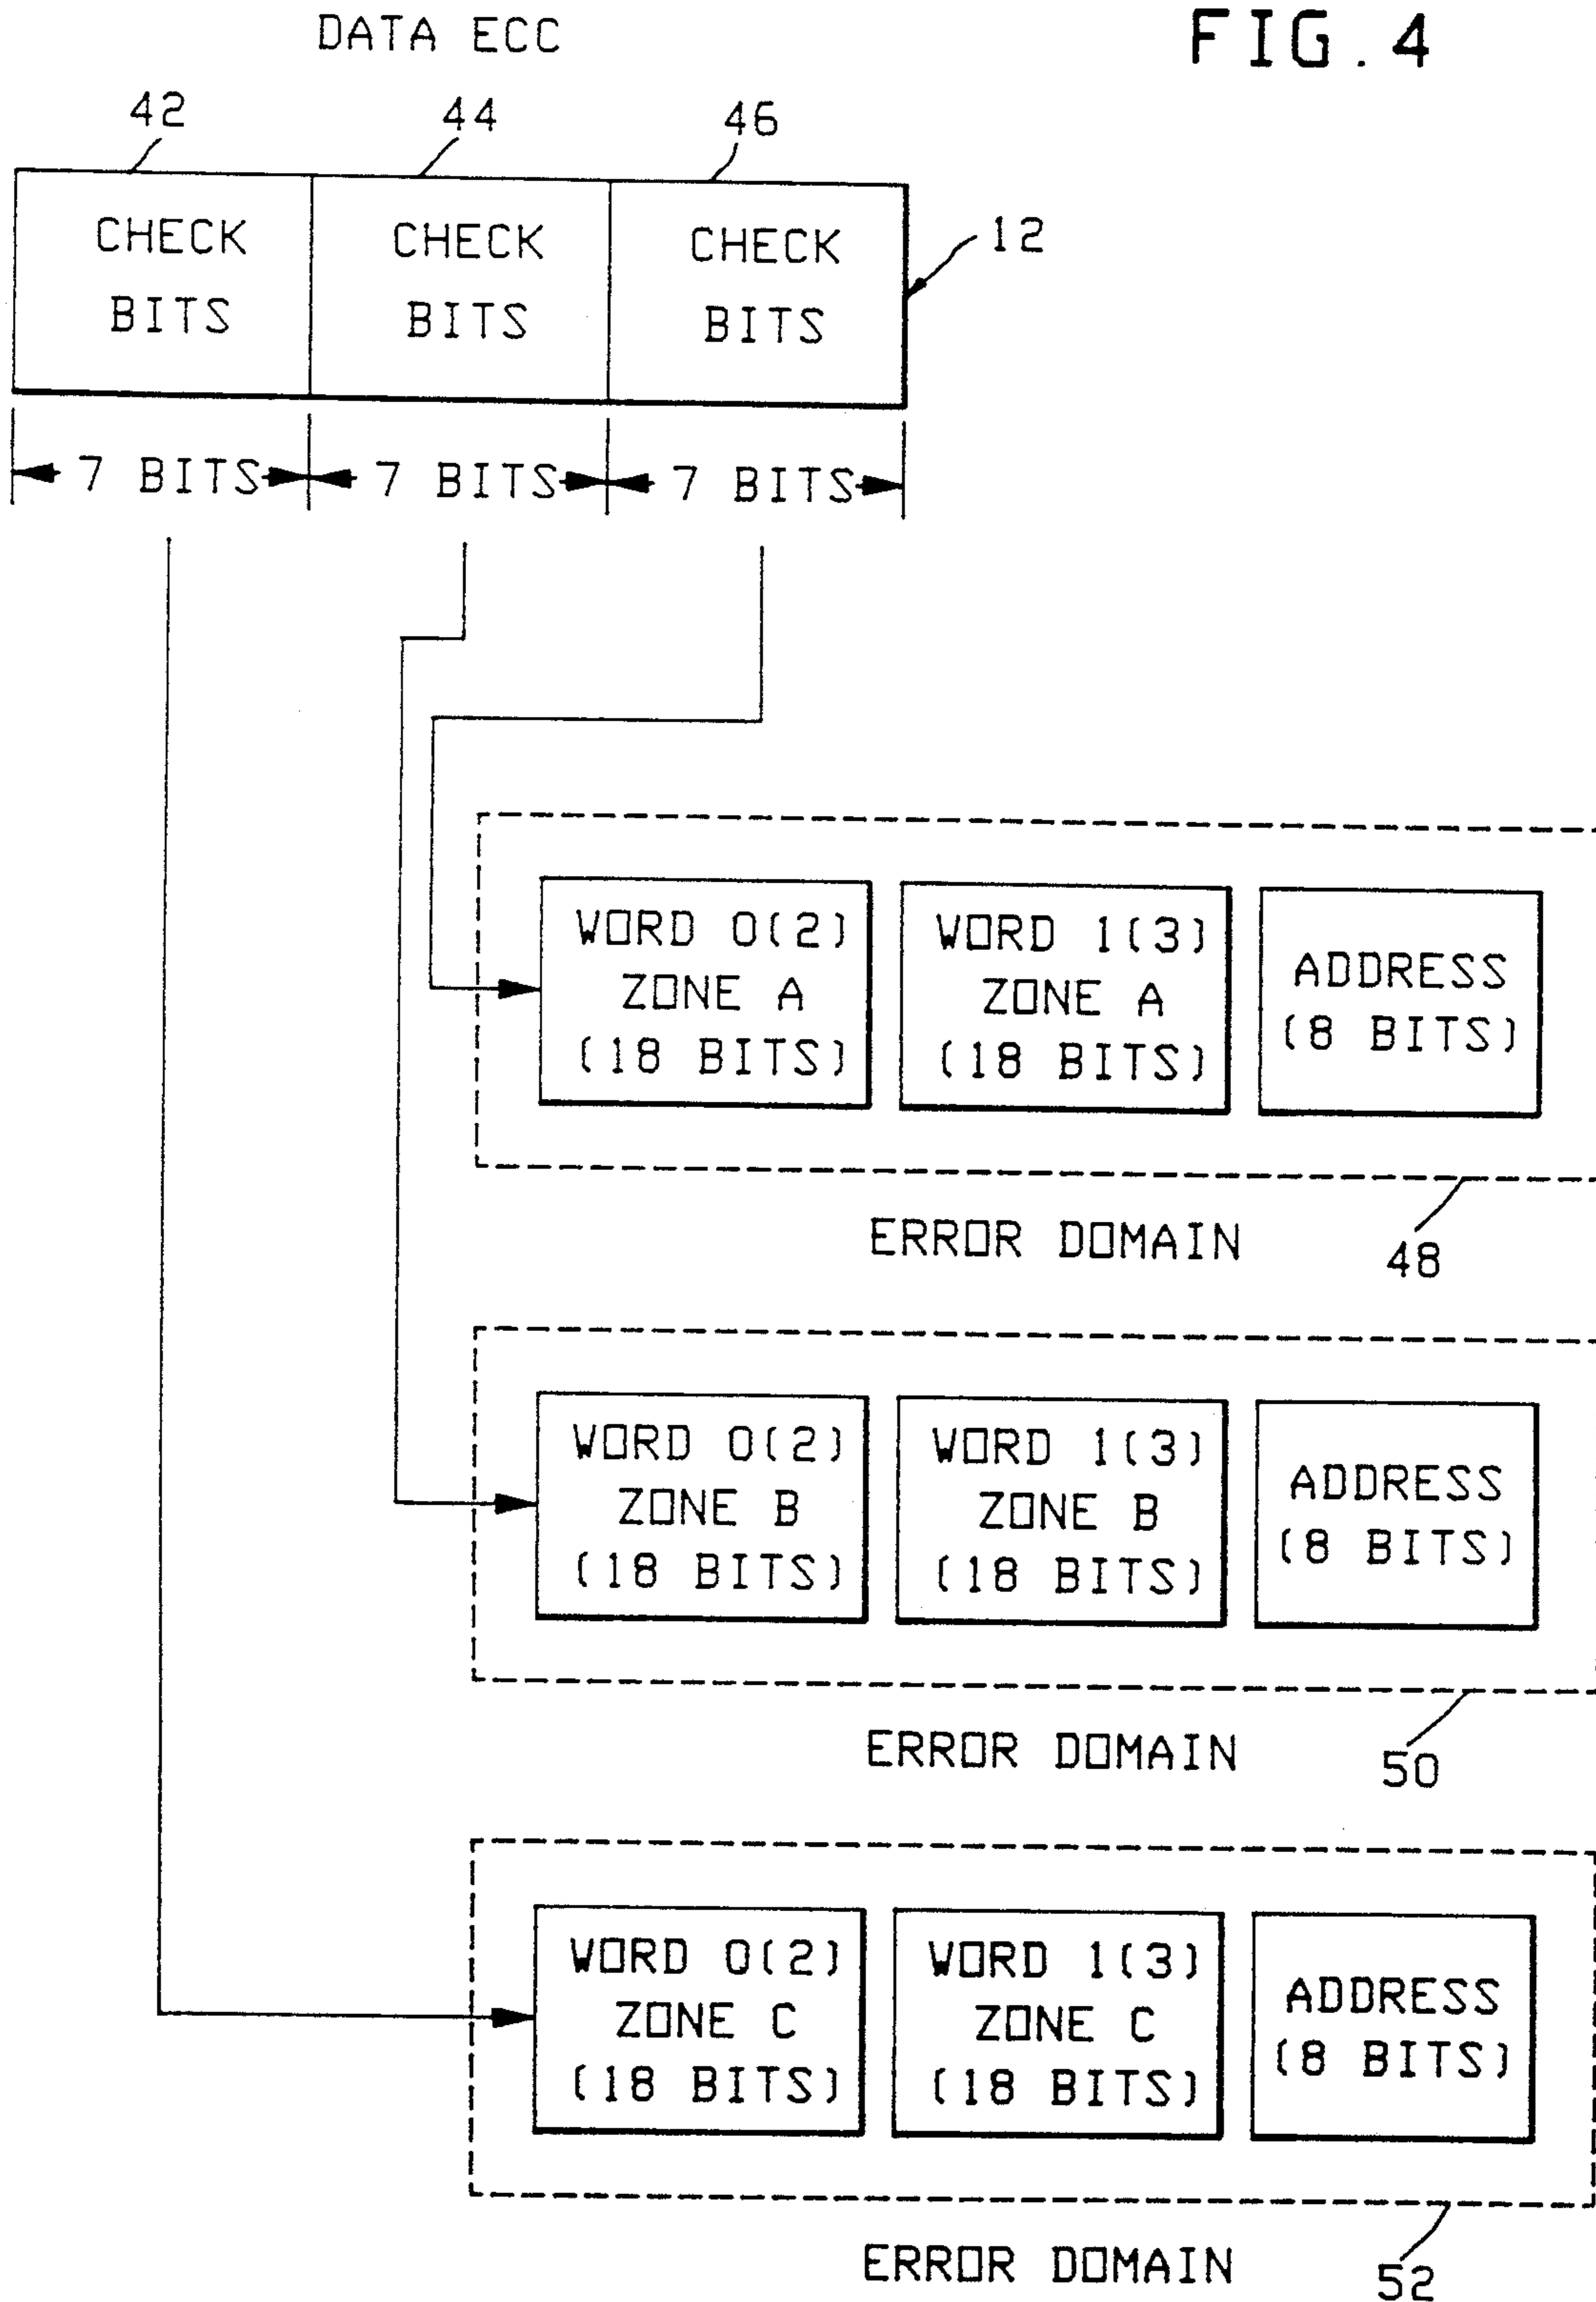 DATA ECC
FIG. 4
42 44 46
CHECK BITS
CHECK BITS
CHECK BITS
12
7 BITS 7 BITS 7 BITS
WORD 0(2)
ZONE A
(18 BITS)
WORD 1(3)
ZONE A
(18 BITS)
ADDRESS
(8 BITS)
ERROR DOMAIN
48
WORD 0(2)
ZONE B
(18 BITS)
WORD 1(3)
ZONE B
(18 BITS)
ADDRESS
(8 BITS)
ERROR DOMAIN
50
WORD 0(2)
ZONE C
(18 BITS)
WORD 1(3)
ZONE C
(18 BITS)
ADDRESS
(8 BITS)
ERROR DOMAIN
52